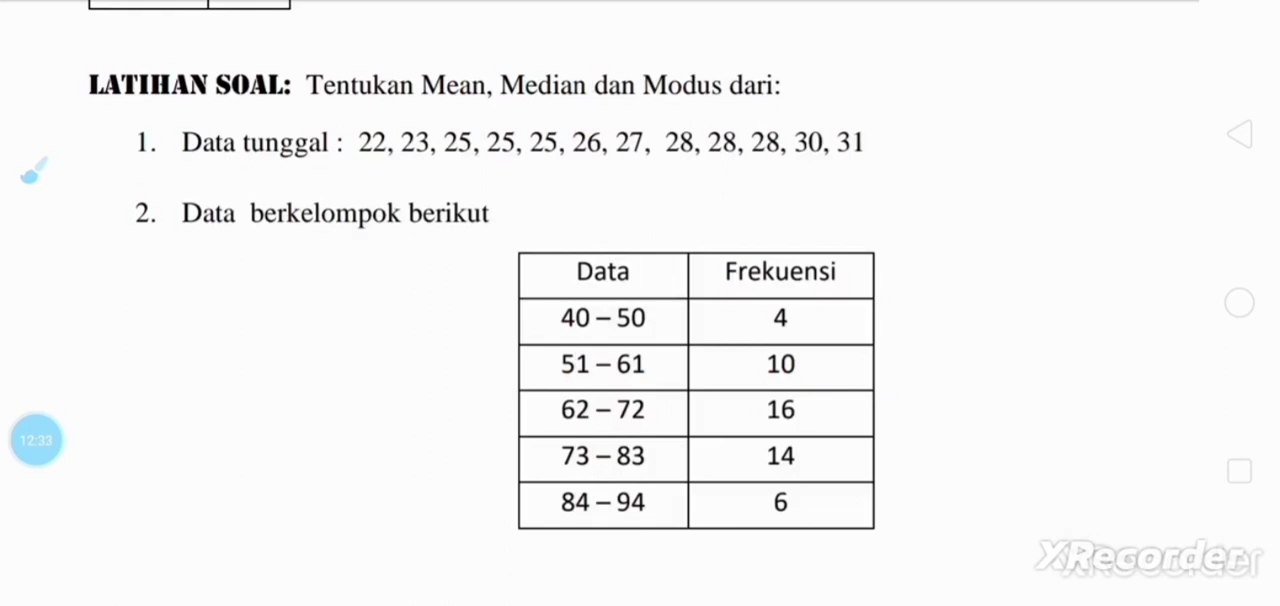 LATIHAN SOAL: Tentukan Mean, Median dan Modus dari:
1. Data tunggal : 22, 23, 25, 25, 25, 26, 27, 28, 28, 28, 30, 31
2. Data berkelompok berikut
Data Frekuensi
40 – 50 4
51 – 61 10
62 – 72 16
73 – 83 14
84 – 94 6
12:33
XRecorder